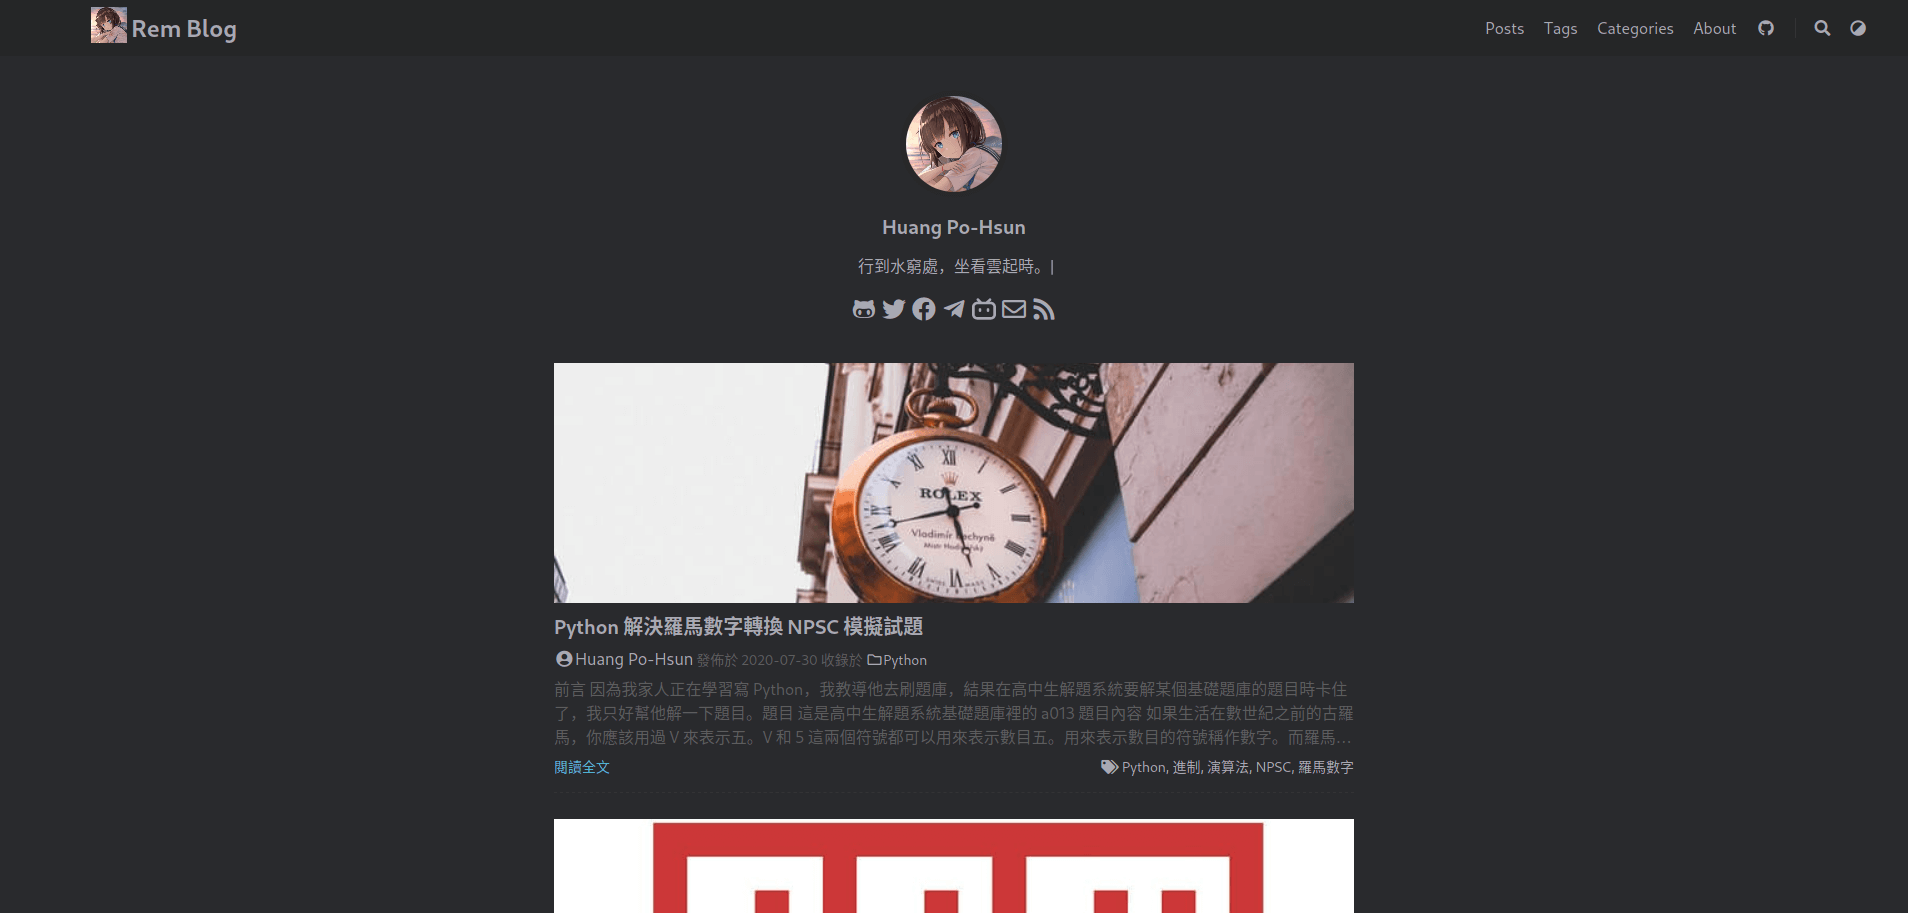 Rem Blog
Posts Tags Categories About
Huang Po-Hsun
行到水窮處，坐看雲起時。|
XII
ROLEX
Vladimír
Mistr
SWISS MADE
Python 解決羅馬數字轉換 NPSC 模擬試題
Huang Po-Hsun 發佈於 2020-07-30 收錄於 Python
前言 因為我家人正在學習寫 Python，我教導他去刷題庫，結果在高中生解題系統要解某個基礎題庫的題目時卡住
了，我只好幫他解一下題目。題目 這是高中生解題系統基礎題庫裡的 a013 題目內容 如果生活在數世紀之前的古羅
馬，你應該用過 V 來表示五。V 和 5 這兩個符號都可以用來表示數目五。用來表示數目的符號稱作數字。而羅馬…
閱讀全文
Python, 進制, 演算法, NPSC, 羅馬數字